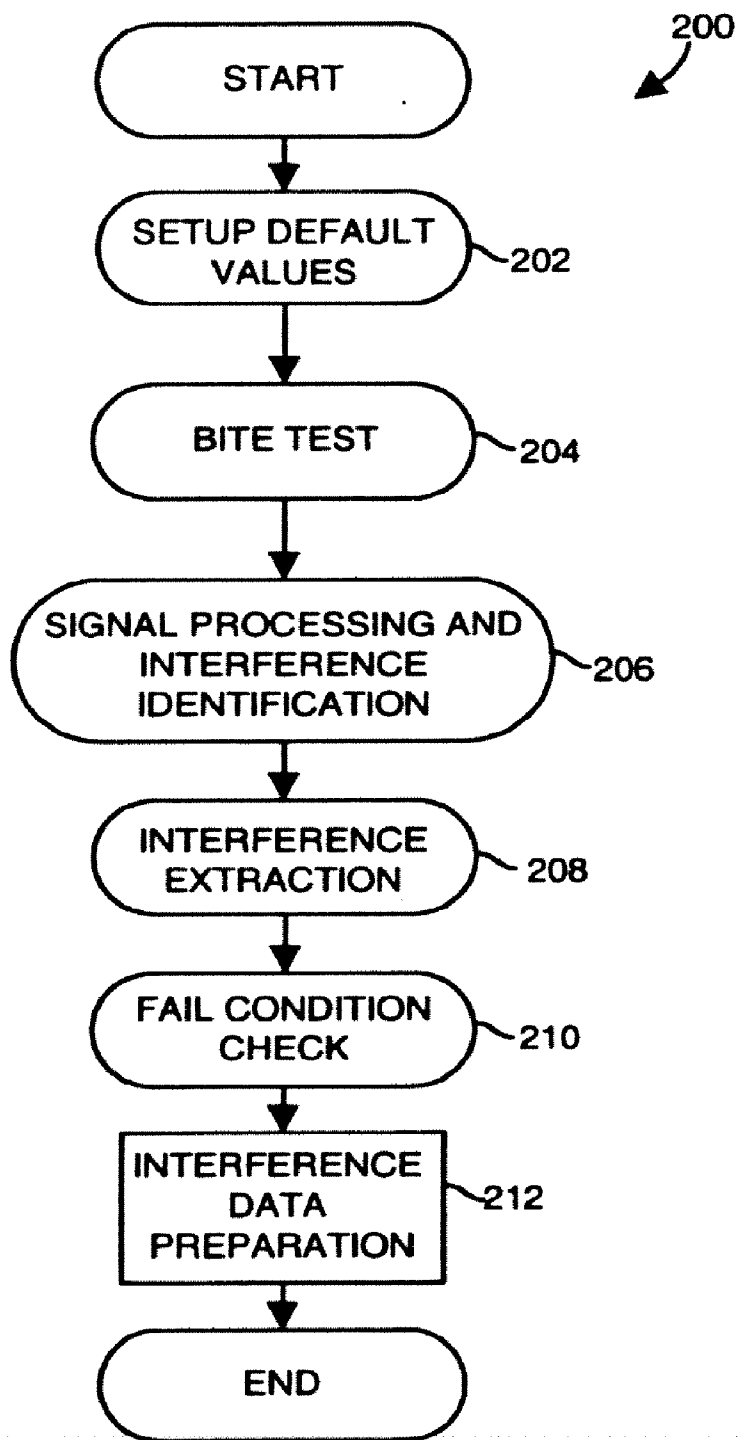 200
START
SETUP DEFAULT
VALUES
202
BITE TEST
204
SIGNAL PROCESSING AND
INTERFERENCE
IDENTIFICATION
206
INTERFERENCE
EXTRACTION
208
FAIL CONDITION
CHECK
210
INTERFERENCE
DATA
PREPARATION
212
END